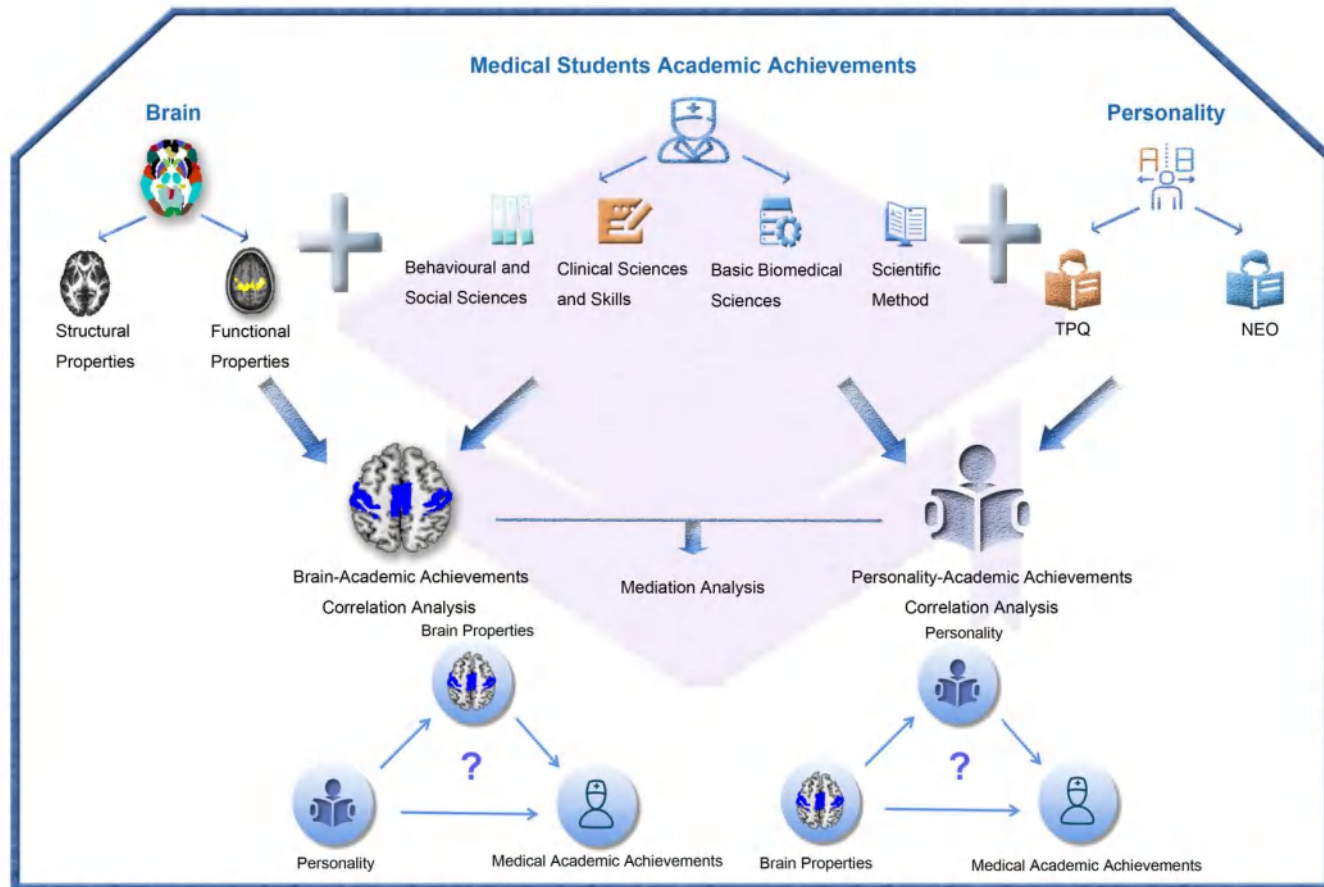 Medical Students Academic Achievements
Brain
Personality
A B
Structural
Properties
Functional
Properties
Behavioural and
Social Sciences
Clinical Sciences
and Skills
Basic Biomedical
Sciences
Scientific
Method
TPQ
NEO
Brain-Academic Achievements
Correlation Analysis
Mediation Analysis
Personality-Academic Achievements
Correlation Analysis
Brain Properties
?
Personality
Medical Academic Achievements
Personality
?
Brain Properties
Medical Academic Achievements